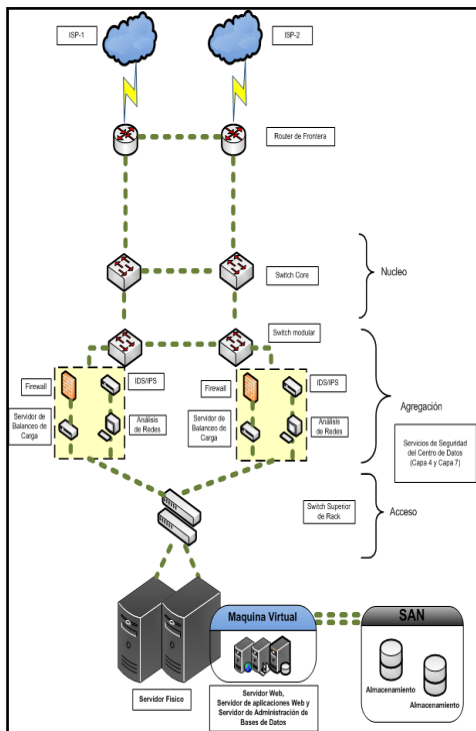 ISP-1
ISP-2
Router de Frontera
Switch Core
Nucleo
Switch modular
Firewall
IDS/IPS
Servidor de
Balanceo de
Carga
Análisis
de Redes
Firewall
IDS/IPS
Servidor de
Balanceo de
Carga
Análisis
de Redes
Agregación
Servicios de Seguridad
del Centro de Datos
(Capa 4 y Capa 7)
Switch Superior
de Rack
Acceso
Maquina Virtual
SAN
Almacenamiento
Almacenamiento
Servidor Fisico
Servidor Web,
Servidor de aplicaciones Web y
Servidor de Administración de
Bases de Datos